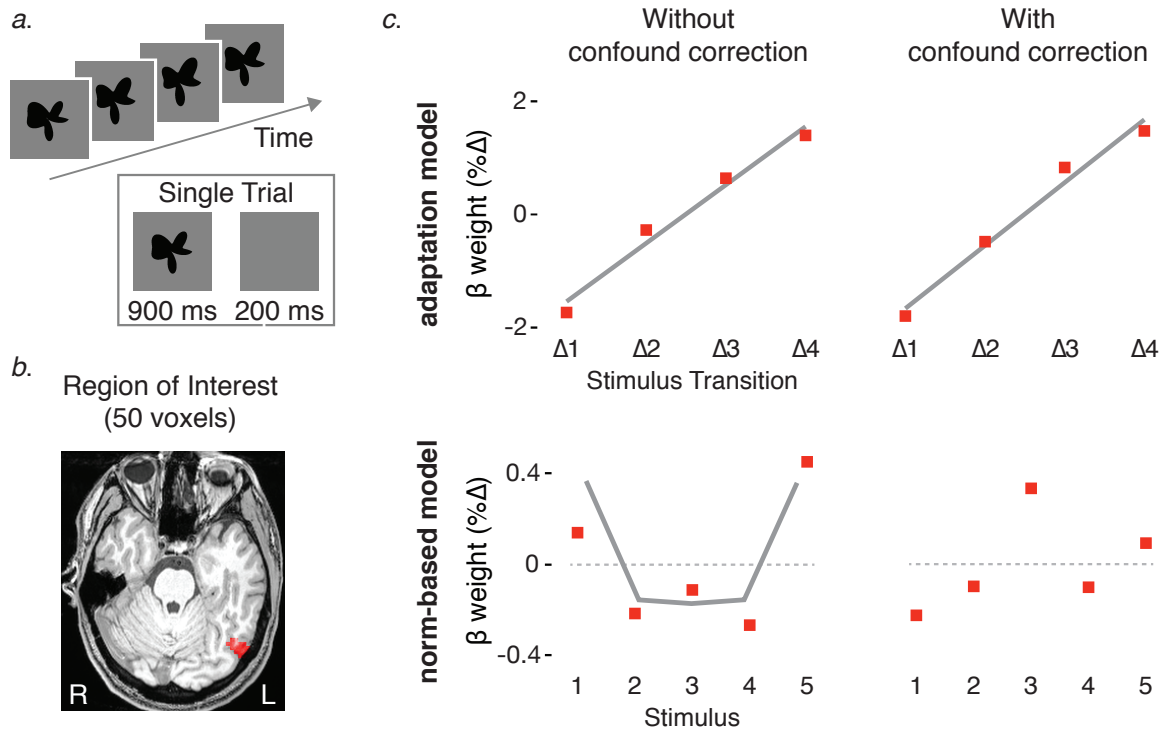 a.
Time
Single Trial
900 ms 200 ms
b.
Region of Interest
(50 voxels)
R L
c.
Without
confound correction
With
confound correction
adaptation model
β weight (%Δ)
2
0
-2
Δ1 Δ2 Δ3 Δ4
Stimulus Transition
Δ1 Δ2 Δ3 Δ4
norm-based model
β weight (%Δ)
0.4
0
-0.4
1 2 3 4 5
Stimulus
1 2 3 4 5